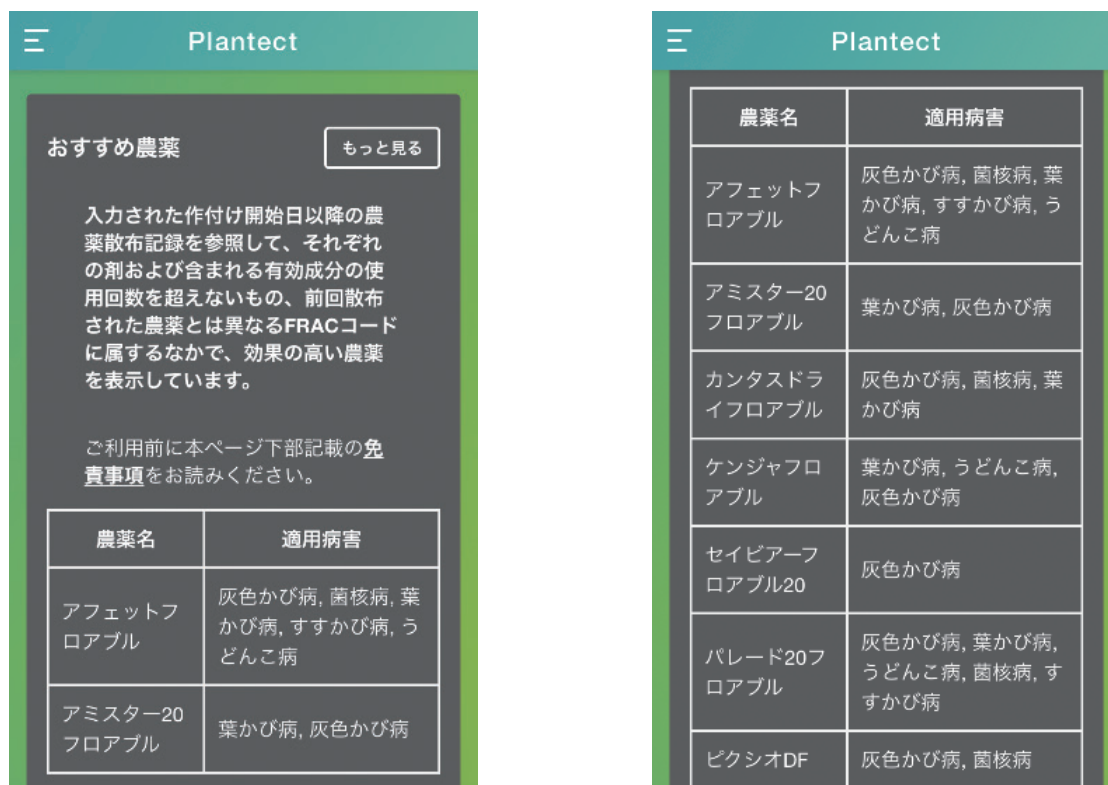 Plantect
おすすめ農薬
もっと見る
入力された作付け開始日以降の農
薬散布記録を参照して、それぞれ
の剤および含まれる有効成分の使
用回数を超えないもの、前回散布
された農薬とは異なるFRACコード
に属するなかで、効果の高い農薬
を表示しています。
ご利用前に本ページ下部記載の免
責事項をお読みください。
農薬名 適用病害
アフェットフ
ロアブル
灰色かび病, 菌核病, 葉
かび病, すすかび病, う
どんこ病
アミスター20
フロアブル
葉かび病, 灰色かび病
Plantect
農薬名 適用病害
アフェットフ
ロアブル
灰色かび病, 菌核病, 葉
かび病, すすかび病, う
どんこ病
アミスター20
フロアブル
葉かび病, 灰色かび病
カンタスドラ
イフロアブル
灰色かび病, 菌核病, 葉
かび病
ケンジャフロ
アブル
葉かび病, うどんこ病,
灰色かび病
セイビアーフ
ロアブル20
灰色かび病
パレード20フ
ロアブル
灰色かび病, 葉かび病,
うどんこ病, 菌核病, す
すかび病
ピクシオDF
灰色かび病, 菌核病